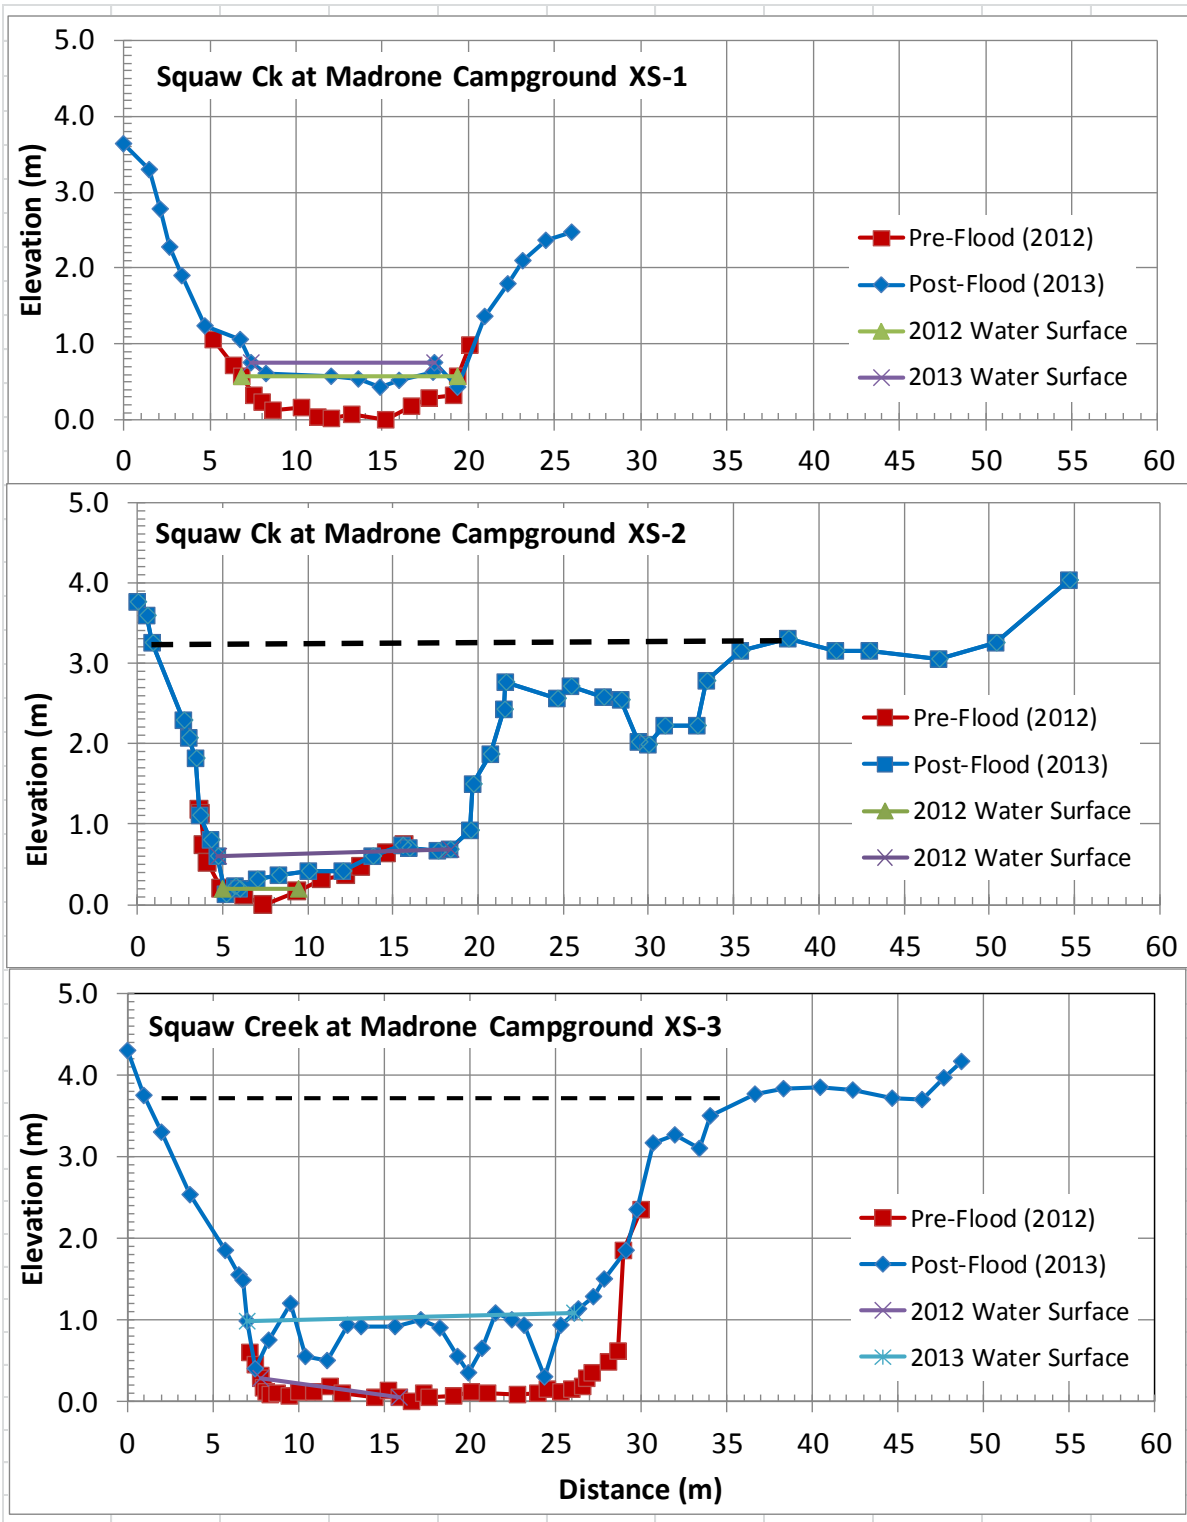 5.0
Squaw Ck at Madrone Campground XS-1
4.0
3.0
2.0
1.0
0.0
Elevation (m)
Pre-Flood (2012)
Post-Flood (2013)
2012 Water Surface
2013 Water Surface
0 5 10 15 20 25 30 35 40 45 50 55 60
5.0
Squaw Ck at Madrone Campground XS-2
4.0
3.0
2.0
1.0
0.0
Elevation (m)
Pre-Flood (2012)
Post-Flood (2013)
2012 Water Surface
2012 Water Surface
0 5 10 15 20 25 30 35 40 45 50 55 60
5.0
Squaw Creek at Madrone Campground XS-3
4.0
3.0
2.0
1.0
0.0
Elevation (m)
Pre-Flood (2012)
Post-Flood (2013)
2012 Water Surface
2013 Water Surface
0 5 10 15 20 25 30 35 40 45 50 55 60
Distance (m)